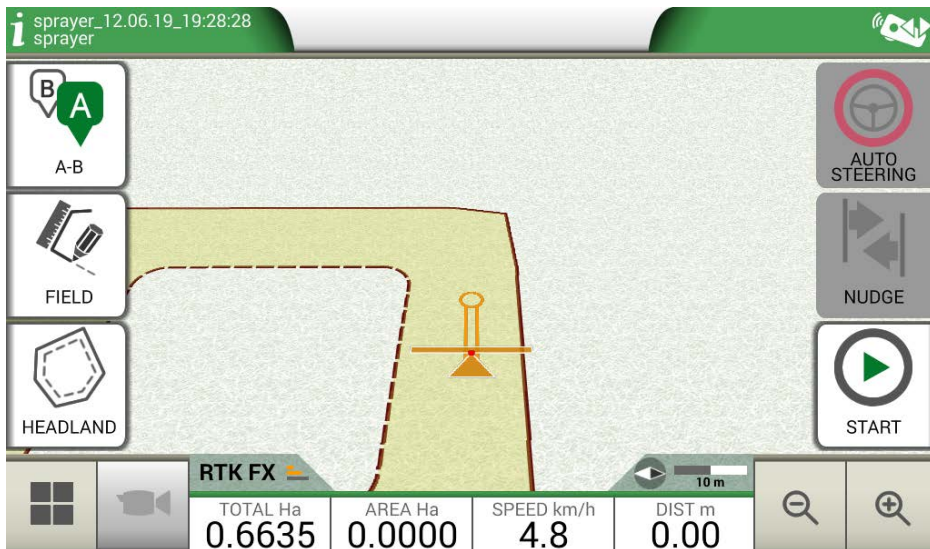 sprayer_12.06.19_19:28:28
sprayer
B
A
A-B
AUTO
STEERING
FIELD
NUDGE
HEADLAND
START
RTK FX
10 m
TOTAL Ha
0.6635
AREA Ha
0.0000
SPEED km/h
4.8
DIST m
0.00